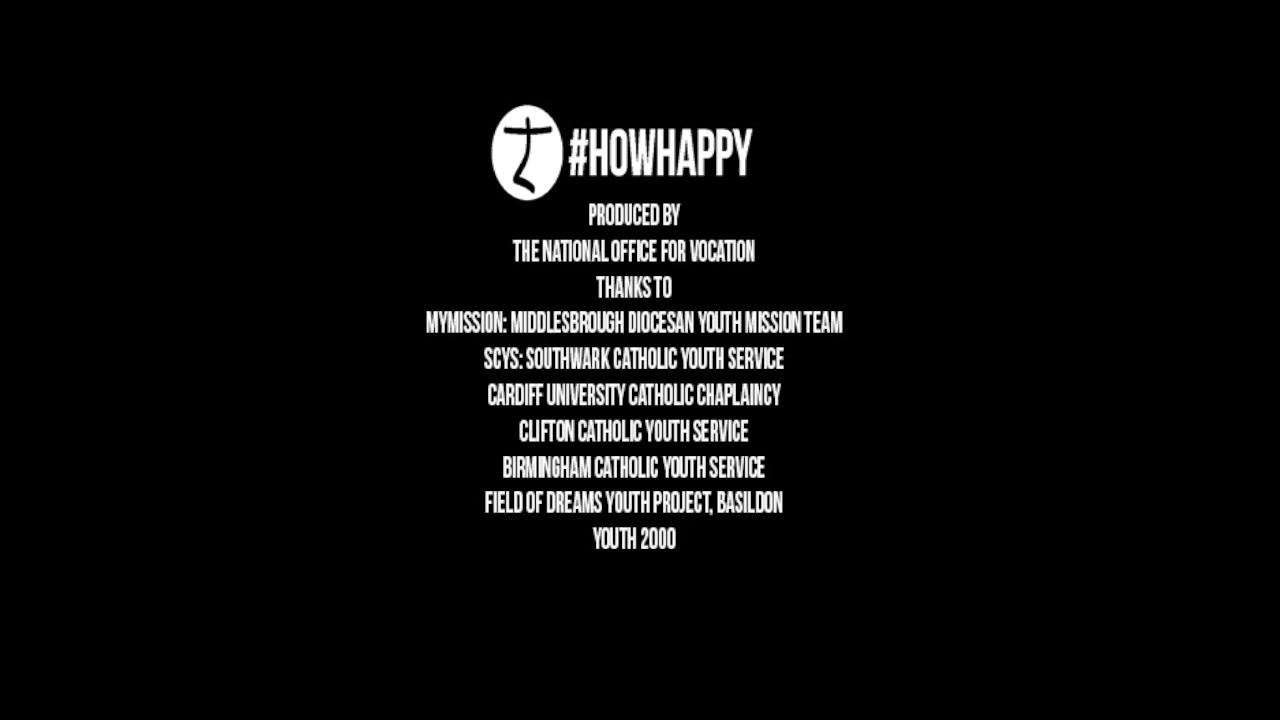 #HOWHAPPY
PRODUCED BY
THE NATIONAL OFFICE FOR VOCATION
THANKS TO
MYMISSION: MIDDLESBROUGH DIOCESAN YOUTH MISSION TEAM
SCYS: SOUTHWARK CATHOLIC YOUTH SERVICE
CARDIFF UNIVERSITY CATHOLIC CHAPLAINCY
CLIFTON CATHOLIC YOUTH SERVICE
BIRMINGHAM CATHOLIC YOUTH SERVICE
FIELD OF DREAMS YOUTH PROJECT, BASILDON
YOUTH 2000